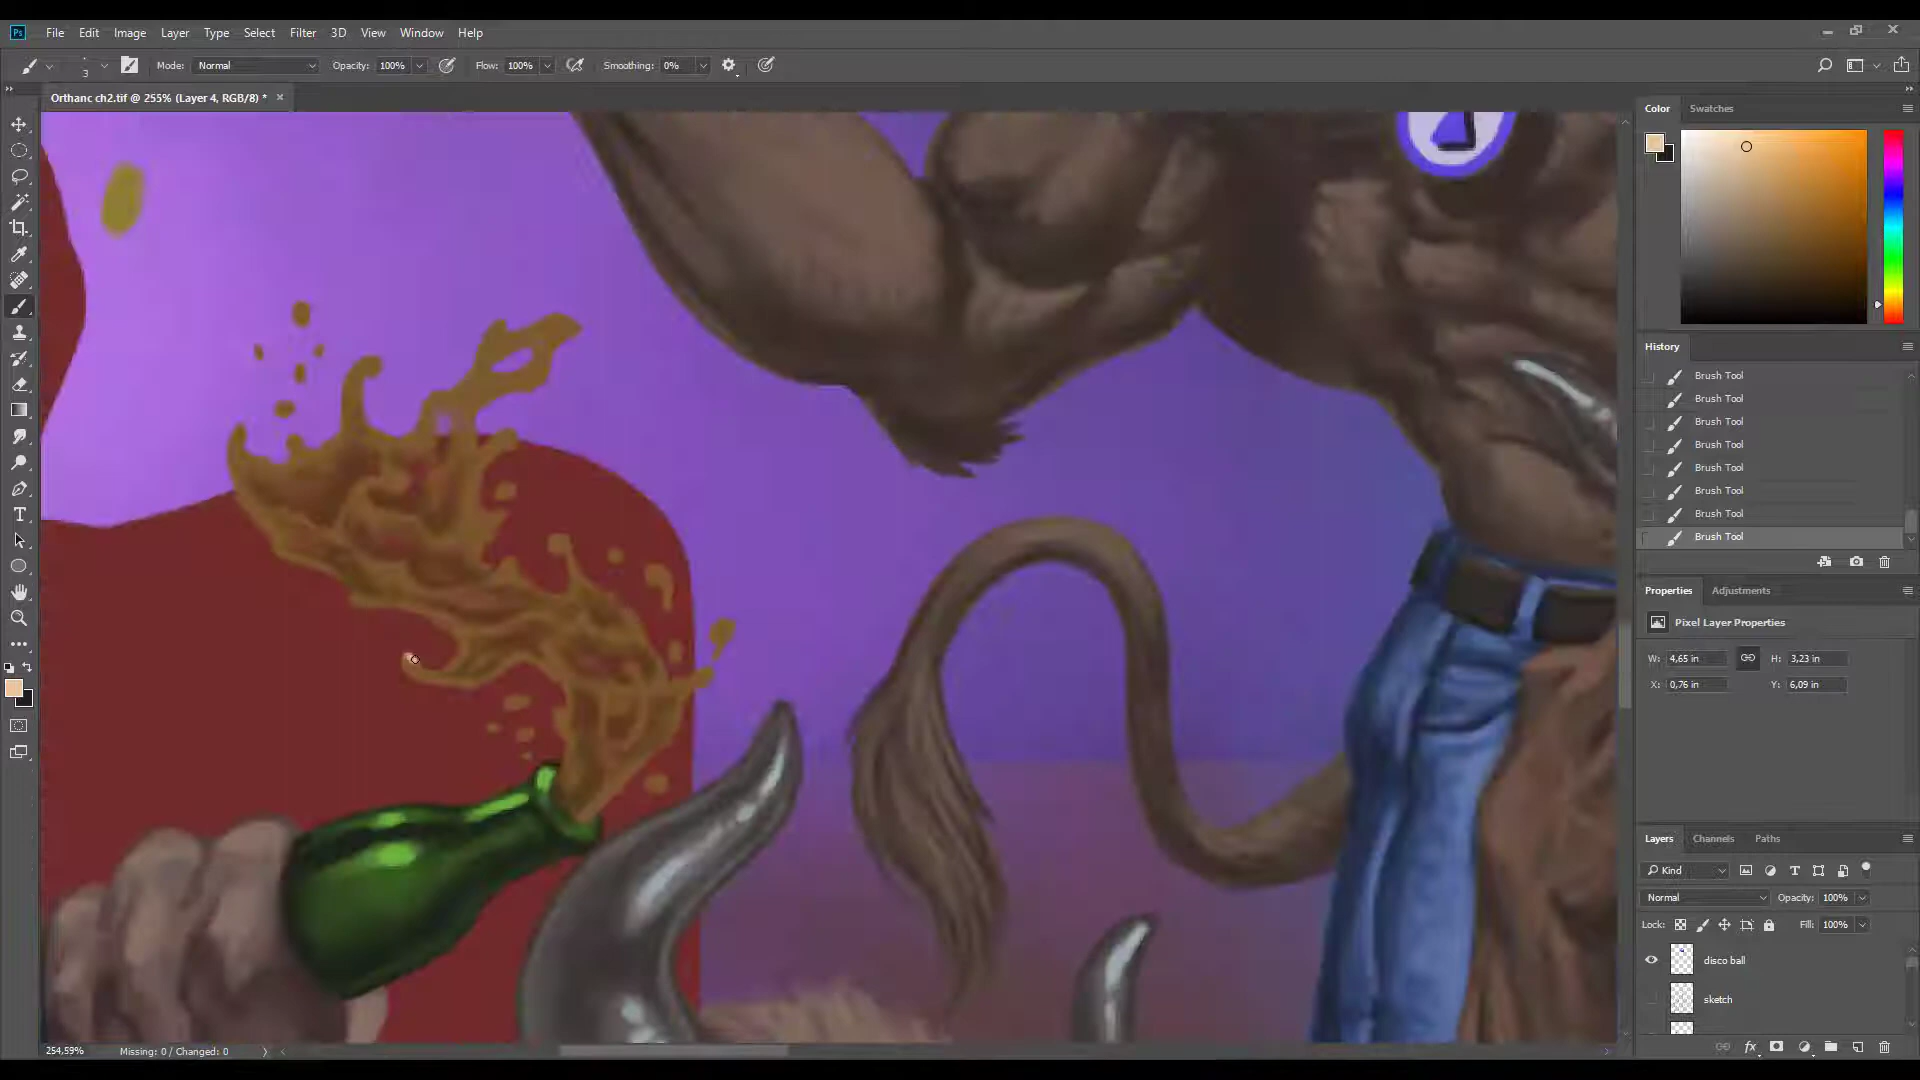 Ps File Edit Image Layer Type Select Filter 3D View Window Help
3 Mode: Normal Opacity: 100% Flow: 100% Smoothing: 0%
Orthanc ch2.tif @ 255% (Layer 4, RGB/8) * ×
Color Swatches
History
Brush Tool
Brush Tool
Brush Tool
Brush Tool
Brush Tool
Brush Tool
Brush Tool
Brush Tool
Properties Adjustments
Pixel Layer Properties
W: 4,65 in H: 3,23 in
X: 0,76 in Y: 6,09 in
Layers Channels Paths
Kind
Normal Opacity: 100%
Lock: Fill: 100%
disco ball
sketch
fx
254,59% Missing: 0 / Changed: 0